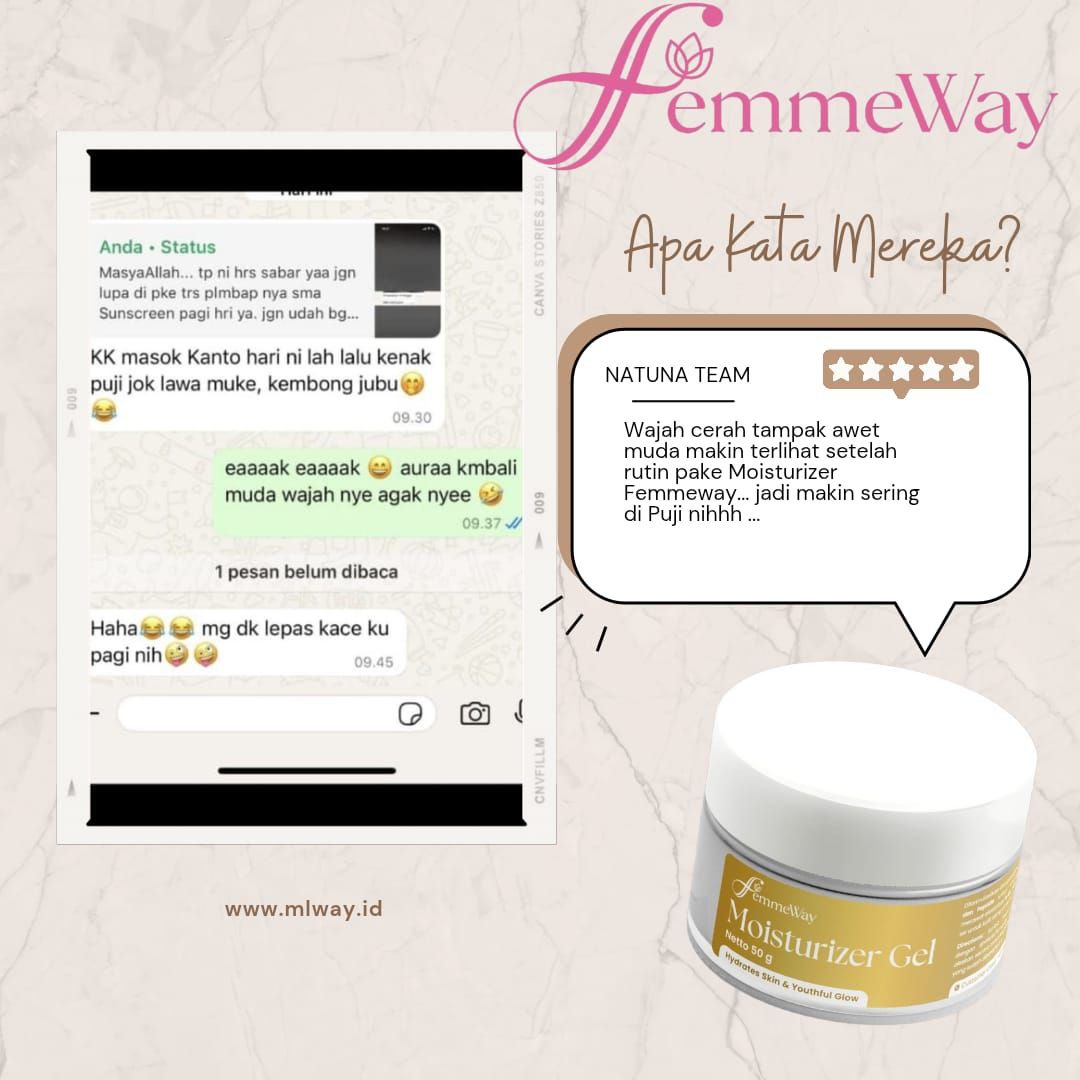 FemmeWay
Apa Kata Mereka?
Hari ini
Anda • Status
MasyaAllah... tp ni hrs sabar yaa jgn
lupa di pke trs plmbap nya sma
Sunscreen pagi hri ya. jgn udah bg...
KK masok Kanto hari ni lah lalu kenak
puji jok lawa muke, kembong jubu🤭
😂
09.30
eaaaak eaaaak 😄 auraa kmbali
muda wajah nye agak nyee 🤣
09.37
1 pesan belum dibaca
Haha😂😂 mg dk lepas kace ku
pagi nih🤪🤪
09.45
CANVA STORIES Z850
009
009
CNVFILLM
NATUNA TEAM
Wajah cerah tampak awet
muda makin terlihat setelah
rutin pake Moisturizer
Femmeway... jadi makin sering
di Puji nihhh ...
www.mlway.id
FemmeWay
Moisturizer Gel
Netto 50 g
Hydrates Skin & Youthful Glow